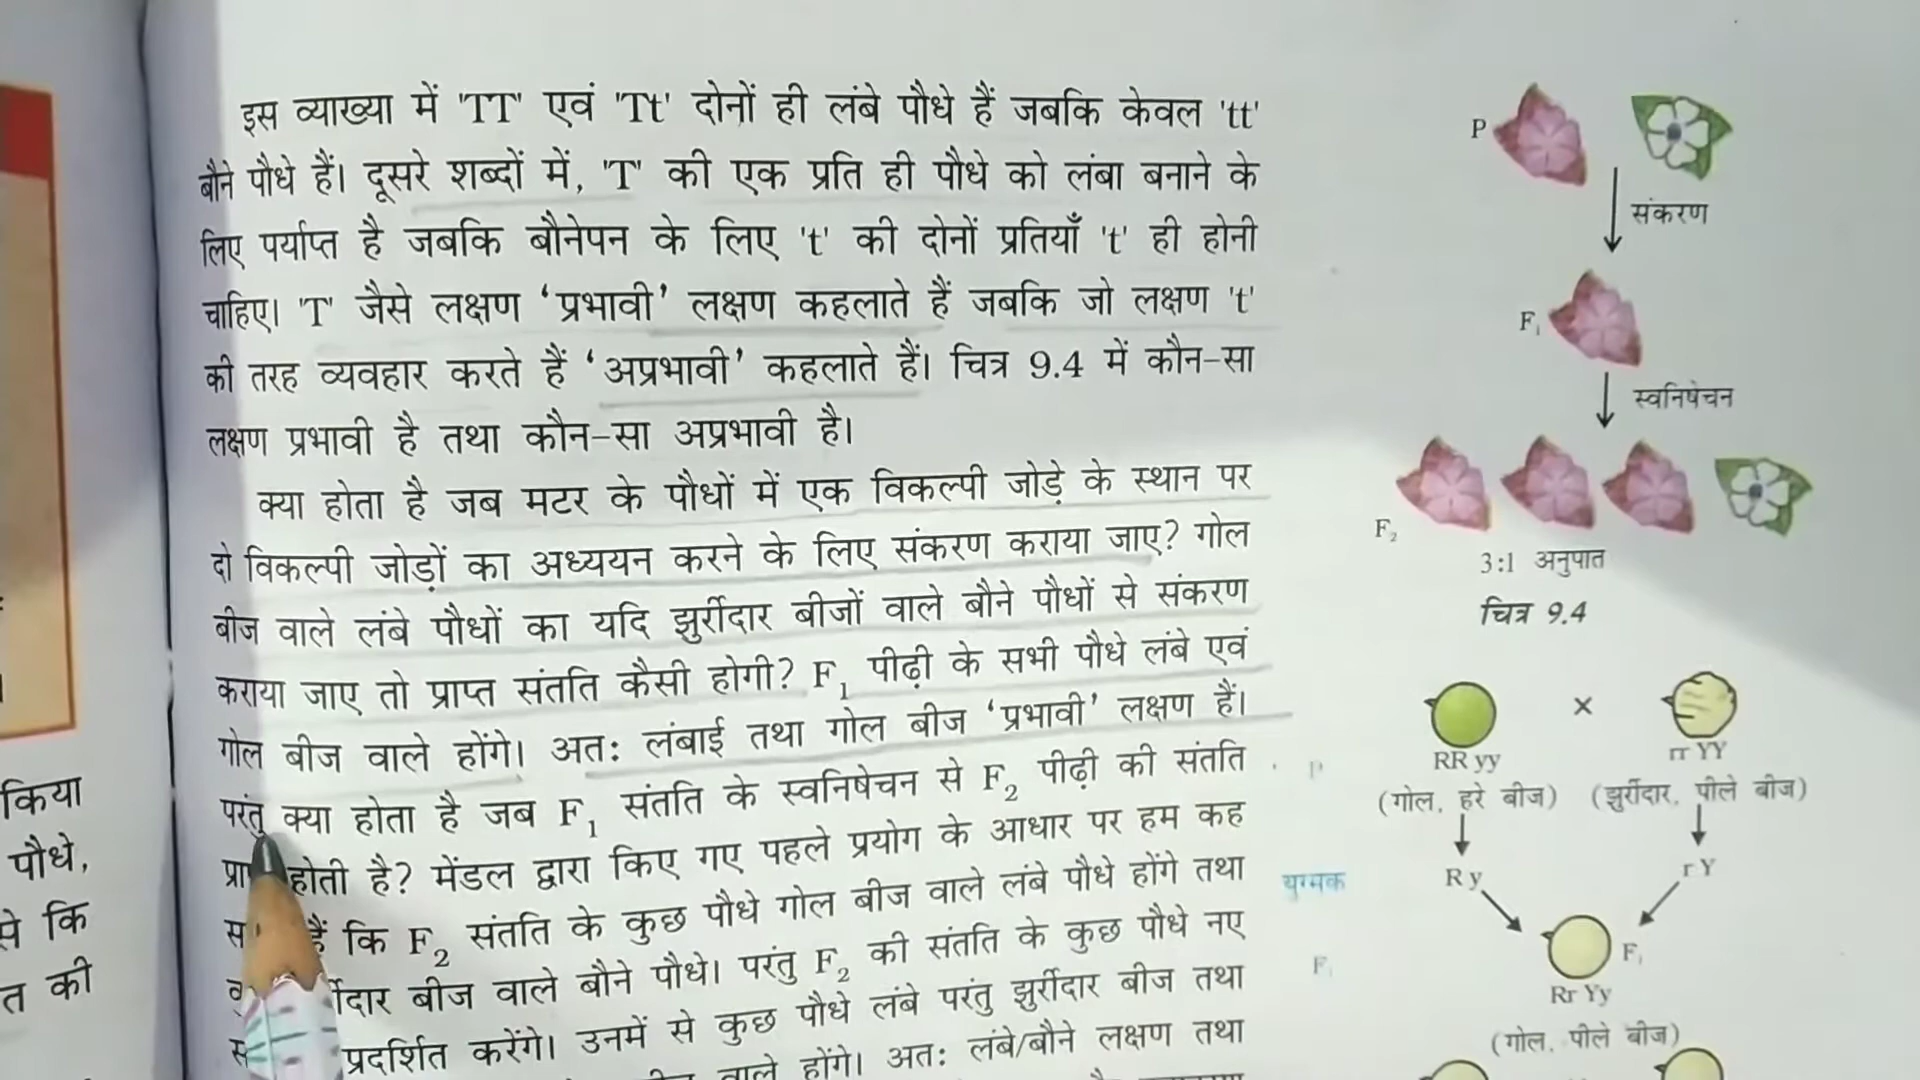 इस व्याख्या में 'TT' एवं 'Tt' दोनों ही लंबे पौधे हैं जबकि केवल 'tt'
बौने पौधे हैं। दूसरे शब्दों में, 'T' की एक प्रति ही पौधे को लंबा बनाने के
लिए पर्याप्त है जबकि बौनेपन के लिए 't' की दोनों प्रतियाँ 't' ही होनी
चाहिए। 'T' जैसे लक्षण ‘प्रभावी’ लक्षण कहलाते हैं जबकि जो लक्षण 't'
की तरह व्यवहार करते हैं ‘अप्रभावी’ कहलाते हैं। चित्र 9.4 में कौन-सा
लक्षण प्रभावी है तथा कौन-सा अप्रभावी है।
क्या होता है जब मटर के पौधों में एक विकल्पी जोड़े के स्थान पर
दो विकल्पी जोड़ों का अध्ययन करने के लिए संकरण कराया जाए? गोल
बीज वाले लंबे पौधों का यदि झुर्रीदार बीजों वाले बौने पौधों से संकरण
कराया जाए तो प्राप्त संतति कैसी होगी? F₁ पीढ़ी के सभी पौधे लंबे एवं
गोल बीज वाले होंगे। अतः लंबाई तथा गोल बीज ‘प्रभावी’ लक्षण हैं।
परंतु क्या होता है जब F₁ संतति के स्वनिषेचन से F₂ पीढ़ी की संतति
होती है? मेंडल द्वारा किए गए पहले प्रयोग के आधार पर हम कह
हैं कि F₂ संतति के कुछ पौधे गोल बीज वाले लंबे पौधे होंगे तथा
बीज वाले बौने पौधे। परंतु F₂ की संतति के कुछ पौधे नए
प्रदर्शित करेंगे। उनमें से कुछ पौधे लंबे परंतु झुर्रीदार बीज तथा
वाले होंगे। अतः लंबे/बौने लक्षण तथा
किया
पौधे,
से कि
त की
P
संकरण
F₁
स्वनिषेचन
F₂
3:1 अनुपात
चित्र 9.4
×
RR yy rr YY
P
(गोल, हरे बीज) (झुर्रीदार, पीले बीज)
युग्मक
R y r Y
F₁ F₁
Rr Yy
(गोल, पीले बीज)